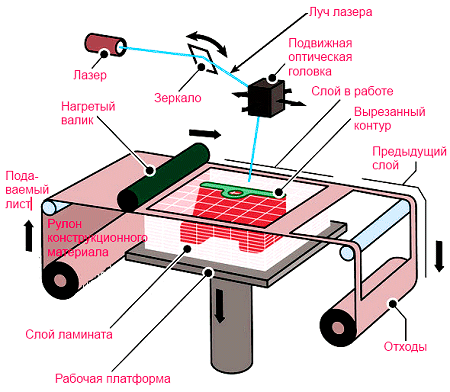 Луч лазера
Подвижная
оптическая
головка
Лазер
Зеркало
Слой в работе
Нагретый
валик
Вырезанный
контур
Предыдущий
слой
Пода-
ваемый
лист
Рулон
конструкционного
материала
Слой ламината
Отходы
Рабочая платформа